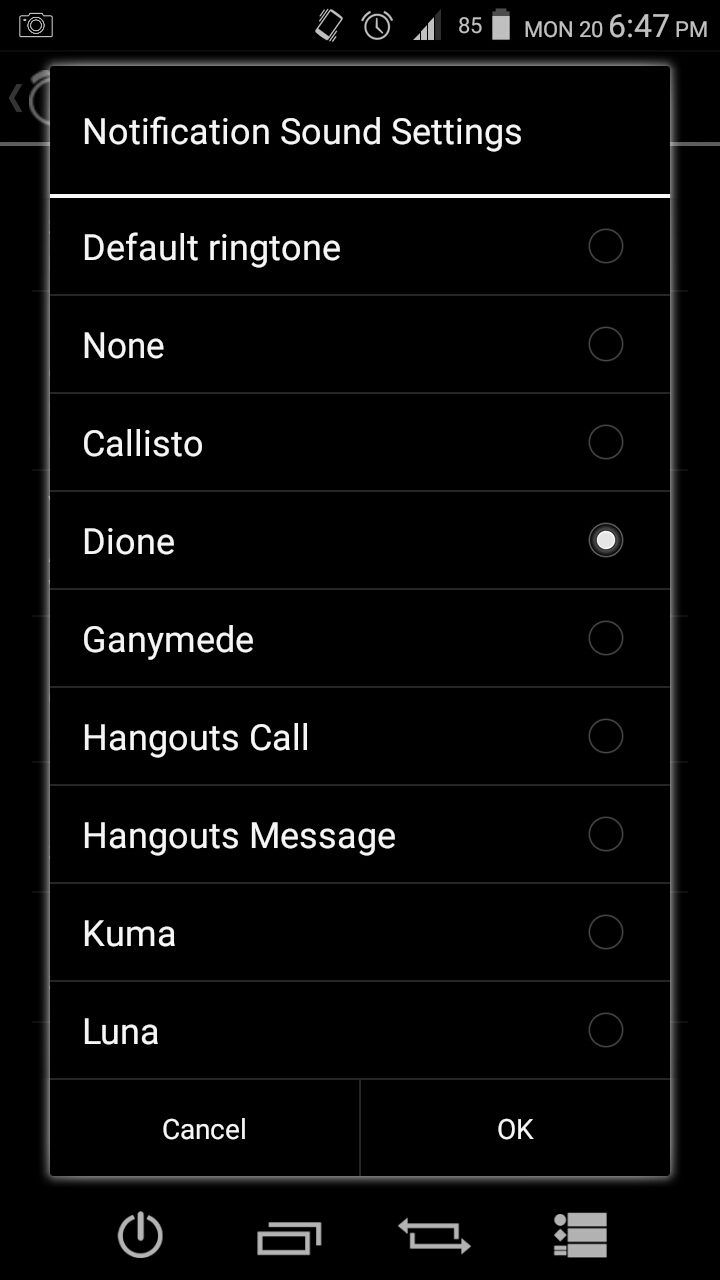 85 MON 20 6:47 PM
Notification Sound Settings
Default ringtone
None
Callisto
Dione
Ganymede
Hangouts Call
Hangouts Message
Kuma
Luna
Cancel OK